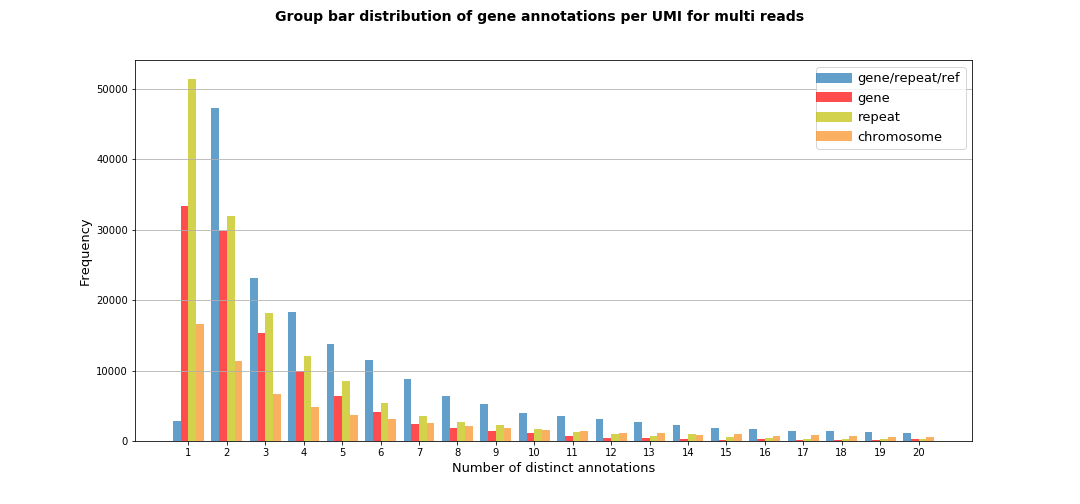 Group bar distribution of gene annotations per UMI for multi reads
gene/repeat/ref
gene
repeat
chromosome
Frequency
50000
40000
30000
20000
10000
0
1 2 3 4 5 6 7 8 9 10 11 12 13 14 15 16 17 18 19 20
Number of distinct annotations